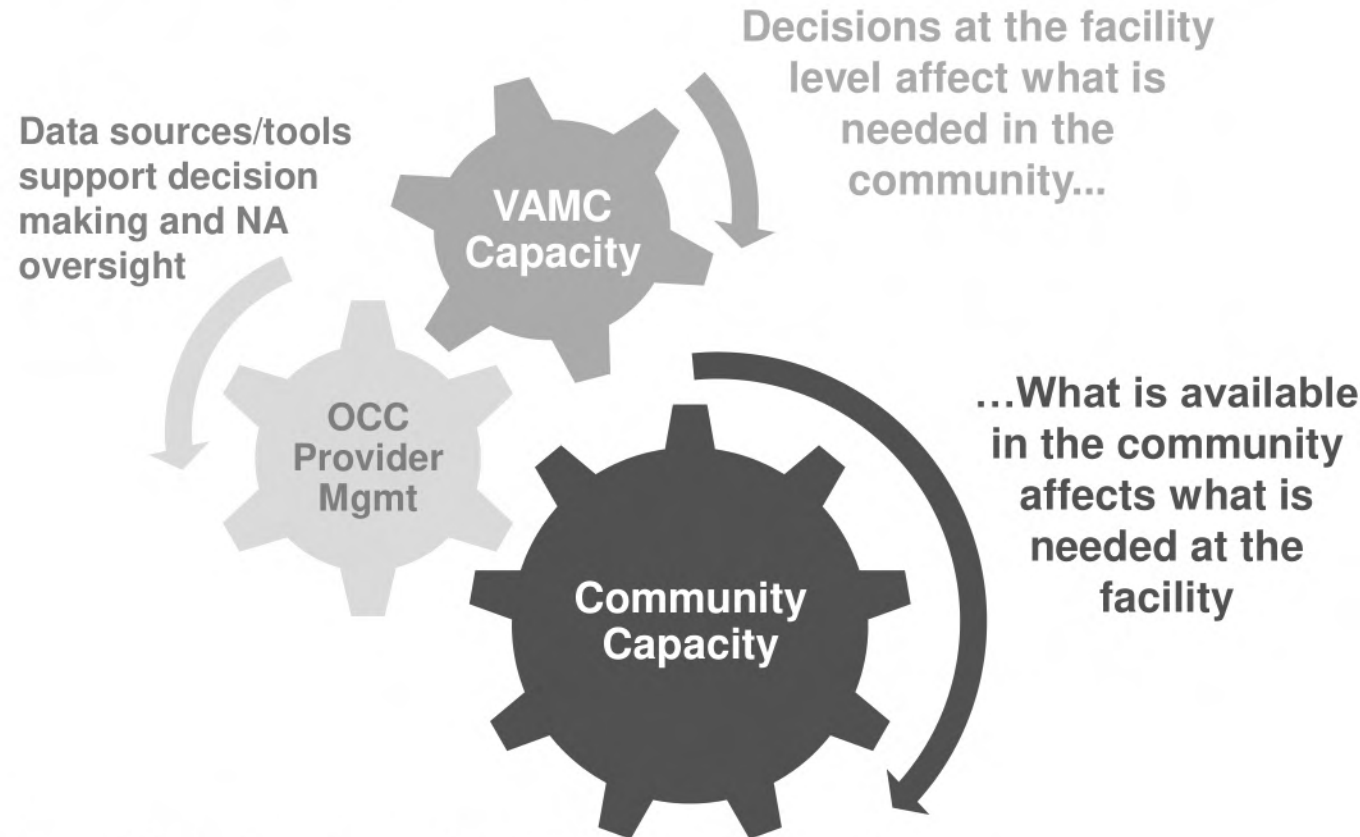 Decisions at the facility
level affect what is
needed in the
community...
Data sources/tools
support decision
making and NA
oversight
VAMC
Capacity
OCC
Provider
Mgmt
...What is available
in the community
affects what is
needed at the
facility
Community
Capacity